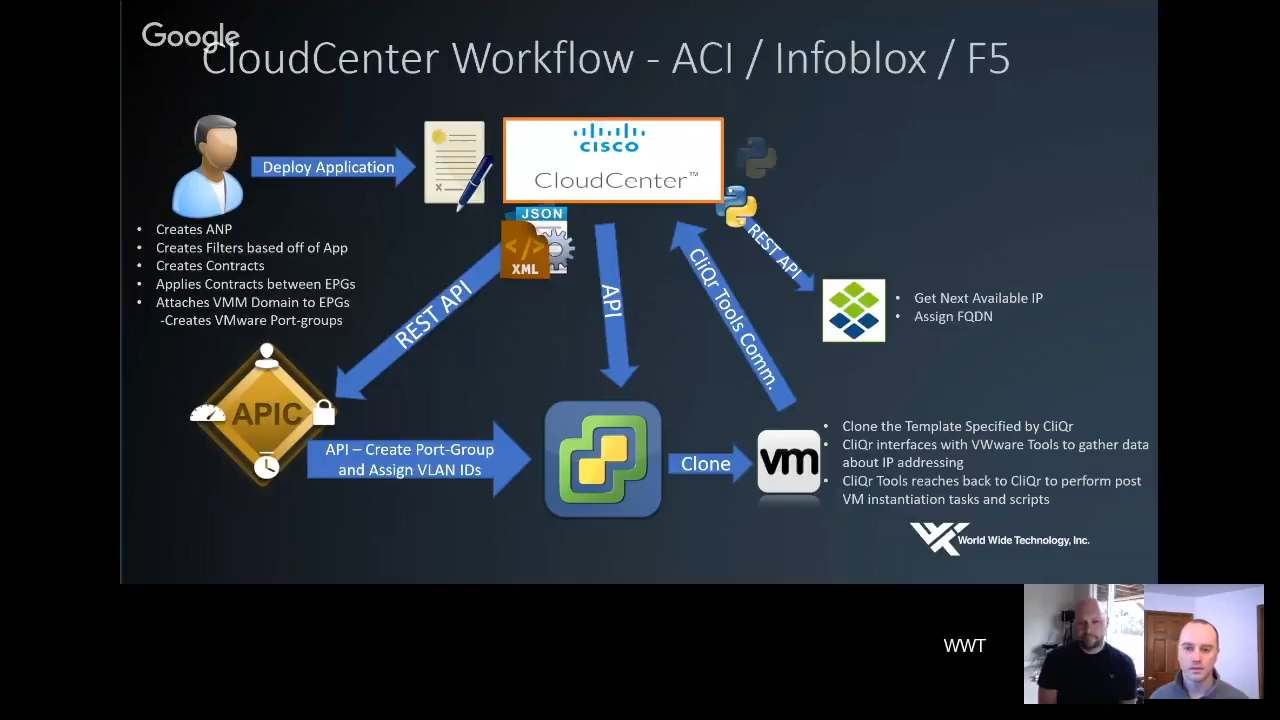 Google
CloudCenter Workflow - ACI / Infoblox / F5
Deploy Application
CISCO
CloudCenter™
JSON
</>
XML
REST API
• Creates ANP
• Creates Filters based off of App
• Creates Contracts
• Applies Contracts between EPGs
• Attaches VMM Domain to EPGs
-Creates VMware Port-groups
REST API
API
CliQr Tools Comm.
• Get Next Available IP
• Assign FQDN
APIC
API – Create Port-Group
and Assign VLAN IDs
Clone
vm
• Clone the Template Specified by CliQr
• CliQr interfaces with VWware Tools to gather data
about IP addressing
• CliQr Tools reaches back to CliQr to perform post
VM instantiation tasks and scripts
World Wide Technology, Inc.
WWT